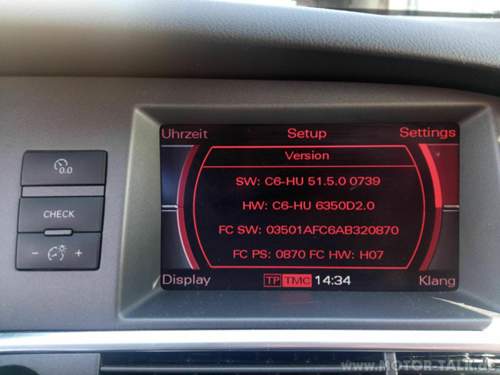 Uhrzeit Setup Settings
Version
SW: C6-HU 51.5.0 0739
HW: C6-HU 6350D2.0
FC SW: 03501AFC6AB320870
FC PS: 0870 FC HW: H07
Display TP TMC 14:34 Klang
0.0
CHECK
- +
www.MOTOR-TALK.de